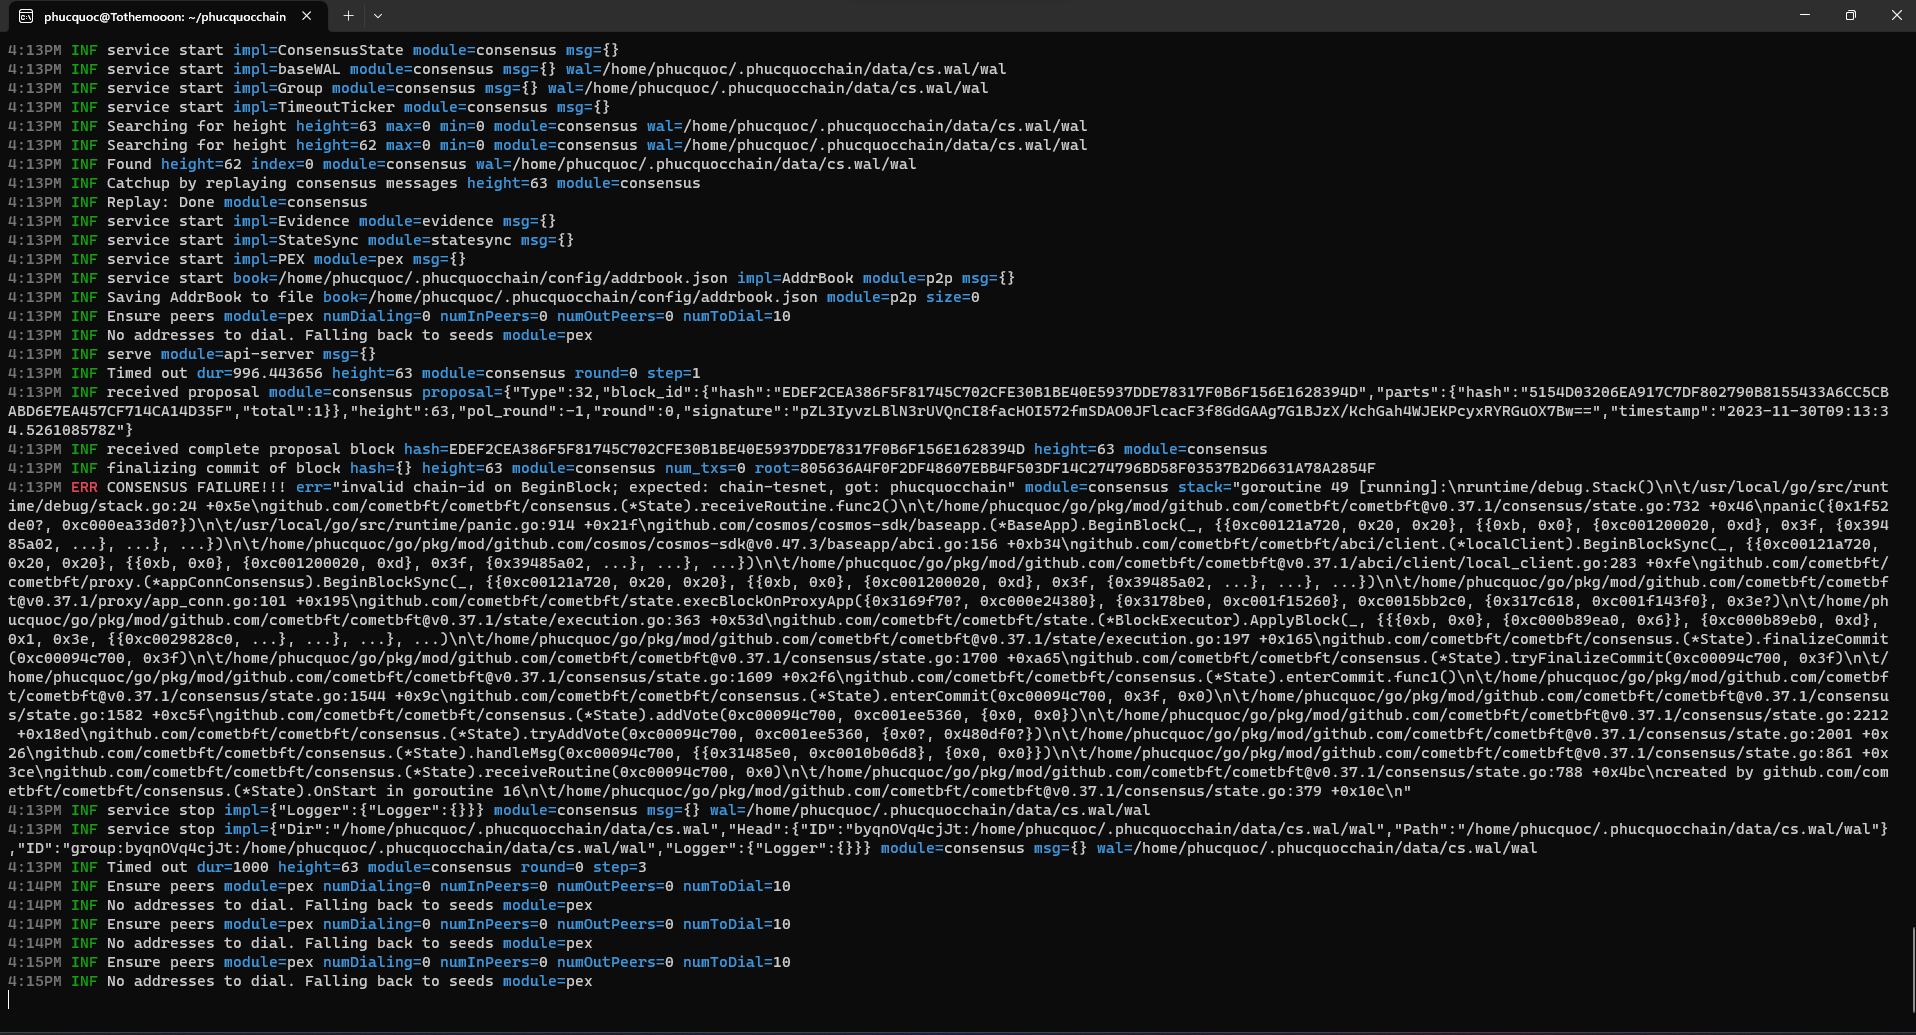 phucquoc@Tothemooon: ~/phucquocchain
4:13PM INF service start impl=ConsensusState module=consensus msg={}
4:13PM INF service start impl=baseWAL module=consensus msg={} wal=/home/phucquoc/.phucquocchain/data/cs.wal/wal
4:13PM INF service start impl=Group module=consensus msg={} wal=/home/phucquoc/.phucquocchain/data/cs.wal/wal
4:13PM INF service start impl=TimeoutTicker module=consensus msg={}
4:13PM INF Searching for height height=63 max=0 min=0 module=consensus wal=/home/phucquoc/.phucquocchain/data/cs.wal/wal
4:13PM INF Searching for height height=62 max=0 min=0 module=consensus wal=/home/phucquoc/.phucquocchain/data/cs.wal/wal
4:13PM INF Found height=62 index=0 module=consensus wal=/home/phucquoc/.phucquocchain/data/cs.wal/wal
4:13PM INF Catchup by replaying consensus messages height=63 module=consensus
4:13PM INF Replay: Done module=consensus
4:13PM INF service start impl=Evidence module=evidence msg={}
4:13PM INF service start impl=StateSync module=statesync msg={}
4:13PM INF service start impl=PEX module=pex msg={}
4:13PM INF service start book=/home/phucquoc/.phucquocchain/config/addrbook.json impl=AddrBook module=p2p msg={}
4:13PM INF Saving AddrBook to file book=/home/phucquoc/.phucquocchain/config/addrbook.json module=p2p size=0
4:13PM INF Ensure peers module=pex numDialing=0 numInPeers=0 numOutPeers=0 numToDial=10
4:13PM INF No addresses to dial. Falling back to seeds module=pex
4:13PM INF serve module=api-server msg={}
4:13PM INF Timed out dur=996.443656 height=63 module=consensus round=0 step=1
4:13PM INF received proposal module=consensus proposal={"Type":32,"block_id":{"hash":"EDEF2CEA386F5F81745C702CFE30B1BE40E5937DDE78317F0B6F156E1628394D","parts":{"hash":"5154D03206EA917C7DF802790B8155433A6CC5CB
ABD6E7EA457CF714CA14D35F","total":1}},"height":63,"pol_round":-1,"round":0,"signature":"pZL3IyvzLBlN3rUVQnCI8facHOI572fmSDAO0JFlcacF3f8GdGAAg7G1BJzX/KchGah4WJEKPcyxRYRGuOX7Bw==","timestamp":"2023-11-30T09:13:3
4.526108578Z"}
4:13PM INF received complete proposal block hash=EDEF2CEA386F5F81745C702CFE30B1BE40E5937DDE78317F0B6F156E1628394D height=63 module=consensus
4:13PM INF finalizing commit of block hash={} height=63 module=consensus num_txs=0 root=805636A4F0F2DF48607EBB4F503DF14C274796BD58F03537B2D6631A78A2854F
4:13PM ERR CONSENSUS FAILURE!!! err="invalid chain-id on BeginBlock; expected: chain-tesnet, got: phucquocchain" module=consensus stack="goroutine 49 [running]:\nruntime/debug.Stack()\n\t/usr/local/go/src/runt
ime/debug/stack.go:24 +0x5e\ngithub.com/cometbft/cometbft/consensus.(*State).receiveRoutine.func2()\n\t/home/phucquoc/go/pkg/mod/github.com/cometbft/cometbft@v0.37.1/consensus/state.go:732 +0x46\npanic({0x1f52
de0?, 0xc000ea33d0?})\n\t/usr/local/go/src/runtime/panic.go:914 +0x21f\ngithub.com/cosmos/cosmos-sdk/baseapp.(*BaseApp).BeginBlock(_, {{0xc00121a720, 0x20, 0x20}, {{0xb, 0x0}, {0xc001200020, 0xd}, 0x3f, {0x394
85a02, ...}, ...}, ...})\n\t/home/phucquoc/go/pkg/mod/github.com/cosmos/cosmos-sdk@v0.47.3/baseapp/abci.go:156 +0xb34\ngithub.com/cometbft/cometbft/abci/client.(*localClient).BeginBlockSync(_, {{0xc00121a720,
0x20, 0x20}, {{0xb, 0x0}, {0xc001200020, 0xd}, 0x3f, {0x39485a02, ...}, ...}, ...})\n\t/home/phucquoc/go/pkg/mod/github.com/cometbft/cometbft@v0.37.1/abci/client/local_client.go:283 +0xfe\ngithub.com/cometbft/
cometbft/proxy.(*appConnConsensus).BeginBlockSync(_, {{0xc00121a720, 0x20, 0x20}, {{0xb, 0x0}, {0xc001200020, 0xd}, 0x3f, {0x39485a02, ...}, ...}, ...})\n\t/home/phucquoc/go/pkg/mod/github.com/cometbft/cometbf
t@v0.37.1/proxy/app_conn.go:101 +0x195\ngithub.com/cometbft/cometbft/state.execBlockOnProxyApp({0x3169f70?, 0xc000e24380}, {0x3178be0, 0xc001f15260}, 0xc0015bb2c0, {0x317c618, 0xc001f143f0}, 0x3e?)\n\t/home/ph
ucquoc/go/pkg/mod/github.com/cometbft/cometbft@v0.37.1/state/execution.go:363 +0x53d\ngithub.com/cometbft/cometbft/state.(*BlockExecutor).ApplyBlock(_, {{{0xb, 0x0}, {0xc000b89ea0, 0x6}}, {0xc000b89eb0, 0xd},
0x1, 0x3e, {{0xc0029828c0, ...}, ...}, ...}, ...)\n\t/home/phucquoc/go/pkg/mod/github.com/cometbft/cometbft@v0.37.1/state/execution.go:197 +0x165\ngithub.com/cometbft/cometbft/consensus.(*State).finalizeCommit
(0xc00094c700, 0x3f)\n\t/home/phucquoc/go/pkg/mod/github.com/cometbft/cometbft@v0.37.1/consensus/state.go:1700 +0xa65\ngithub.com/cometbft/cometbft/consensus.(*State).tryFinalizeCommit(0xc00094c700, 0x3f)\n\t/
home/phucquoc/go/pkg/mod/github.com/cometbft/cometbft@v0.37.1/consensus/state.go:1609 +0x2f6\ngithub.com/cometbft/cometbft/consensus.(*State).enterCommit.func1()\n\t/home/phucquoc/go/pkg/mod/github.com/cometbf
t/cometbft@v0.37.1/consensus/state.go:1544 +0x9c\ngithub.com/cometbft/cometbft/consensus.(*State).enterCommit(0xc00094c700, 0x3f, 0x0)\n\t/home/phucquoc/go/pkg/mod/github.com/cometbft/cometbft@v0.37.1/consensu
s/state.go:1582 +0xc5f\ngithub.com/cometbft/cometbft/consensus.(*State).addVote(0xc00094c700, 0xc001ee5360, {0x0, 0x0})\n\t/home/phucquoc/go/pkg/mod/github.com/cometbft/cometbft@v0.37.1/consensus/state.go:2212
+0x18ed\ngithub.com/cometbft/cometbft/consensus.(*State).tryAddVote(0xc00094c700, 0xc001ee5360, {0x0?, 0x480df0?})\n\t/home/phucquoc/go/pkg/mod/github.com/cometbft/cometbft@v0.37.1/consensus/state.go:2001 +0x
26\ngithub.com/cometbft/cometbft/consensus.(*State).handleMsg(0xc00094c700, {{0x31485e0, 0xc0010b06d8}, {0x0, 0x0}})\n\t/home/phucquoc/go/pkg/mod/github.com/cometbft/cometbft@v0.37.1/consensus/state.go:861 +0x
3ce\ngithub.com/cometbft/cometbft/consensus.(*State).receiveRoutine(0xc00094c700, 0x0)\n\t/home/phucquoc/go/pkg/mod/github.com/cometbft/cometbft@v0.37.1/consensus/state.go:788 +0x4bc\ncreated by github.com/com
etbft/cometbft/consensus.(*State).OnStart in goroutine 16\n\t/home/phucquoc/go/pkg/mod/github.com/cometbft/cometbft@v0.37.1/consensus/state.go:379 +0x10c\n"
4:13PM INF service stop impl={"Logger":{"Logger":{}}} module=consensus msg={} wal=/home/phucquoc/.phucquocchain/data/cs.wal/wal
4:13PM INF service stop impl={"Dir":"/home/phucquoc/.phucquocchain/data/cs.wal","Head":{"ID":"byqnOVq4cjJt:/home/phucquoc/.phucquocchain/data/cs.wal/wal","Path":"/home/phucquoc/.phucquocchain/data/cs.wal/wal"}
,"ID":"group:byqnOVq4cjJt:/home/phucquoc/.phucquocchain/data/cs.wal/wal","Logger":{"Logger":{}}} module=consensus msg={} wal=/home/phucquoc/.phucquocchain/data/cs.wal/wal
4:13PM INF Timed out dur=1000 height=63 module=consensus round=0 step=3
4:14PM INF Ensure peers module=pex numDialing=0 numInPeers=0 numOutPeers=0 numToDial=10
4:14PM INF No addresses to dial. Falling back to seeds module=pex
4:14PM INF Ensure peers module=pex numDialing=0 numInPeers=0 numOutPeers=0 numToDial=10
4:14PM INF No addresses to dial. Falling back to seeds module=pex
4:15PM INF Ensure peers module=pex numDialing=0 numInPeers=0 numOutPeers=0 numToDial=10
4:15PM INF No addresses to dial. Falling back to seeds module=pex